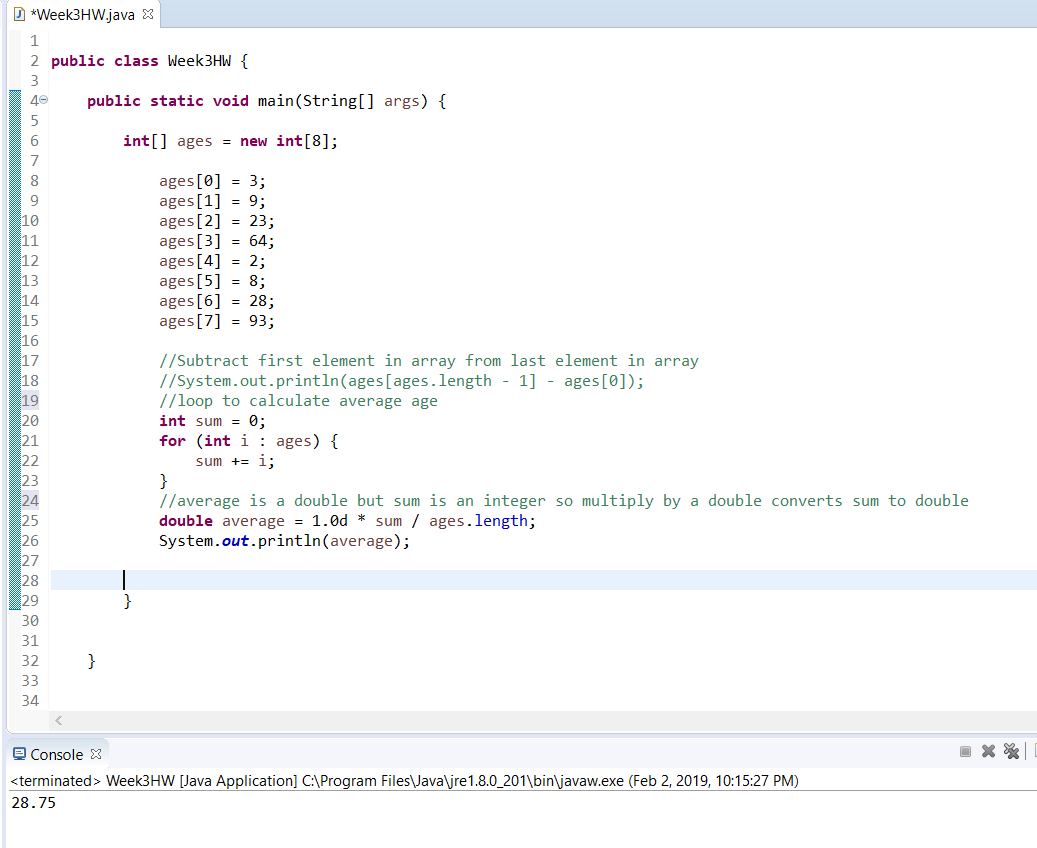 *Week3HW.java
1
2 public class Week3HW {
3
4 public static void main(String[] args) {
5
6 int[] ages = new int[8];
7
8 ages[0] = 3;
9 ages[1] = 9;
10 ages[2] = 23;
11 ages[3] = 64;
12 ages[4] = 2;
13 ages[5] = 8;
14 ages[6] = 28;
15 ages[7] = 93;
16
17 //Subtract first element in array from last element in array
18 //System.out.println(ages[ages.length - 1] - ages[0]);
19 //loop to calculate average age
20 int sum = 0;
21 for (int i : ages) {
22 sum += i;
23 }
24 //average is a double but sum is an integer so multiply by a double converts sum to double
25 double average = 1.0d * sum / ages.length;
26 System.out.println(average);
27
28
29 }
30
31
32 }
33
34
Console
<terminated> Week3HW [Java Application] C:\Program Files\Java\jre1.8.0_201\bin\javaw.exe (Feb 2, 2019, 10:15:27 PM)
28.75